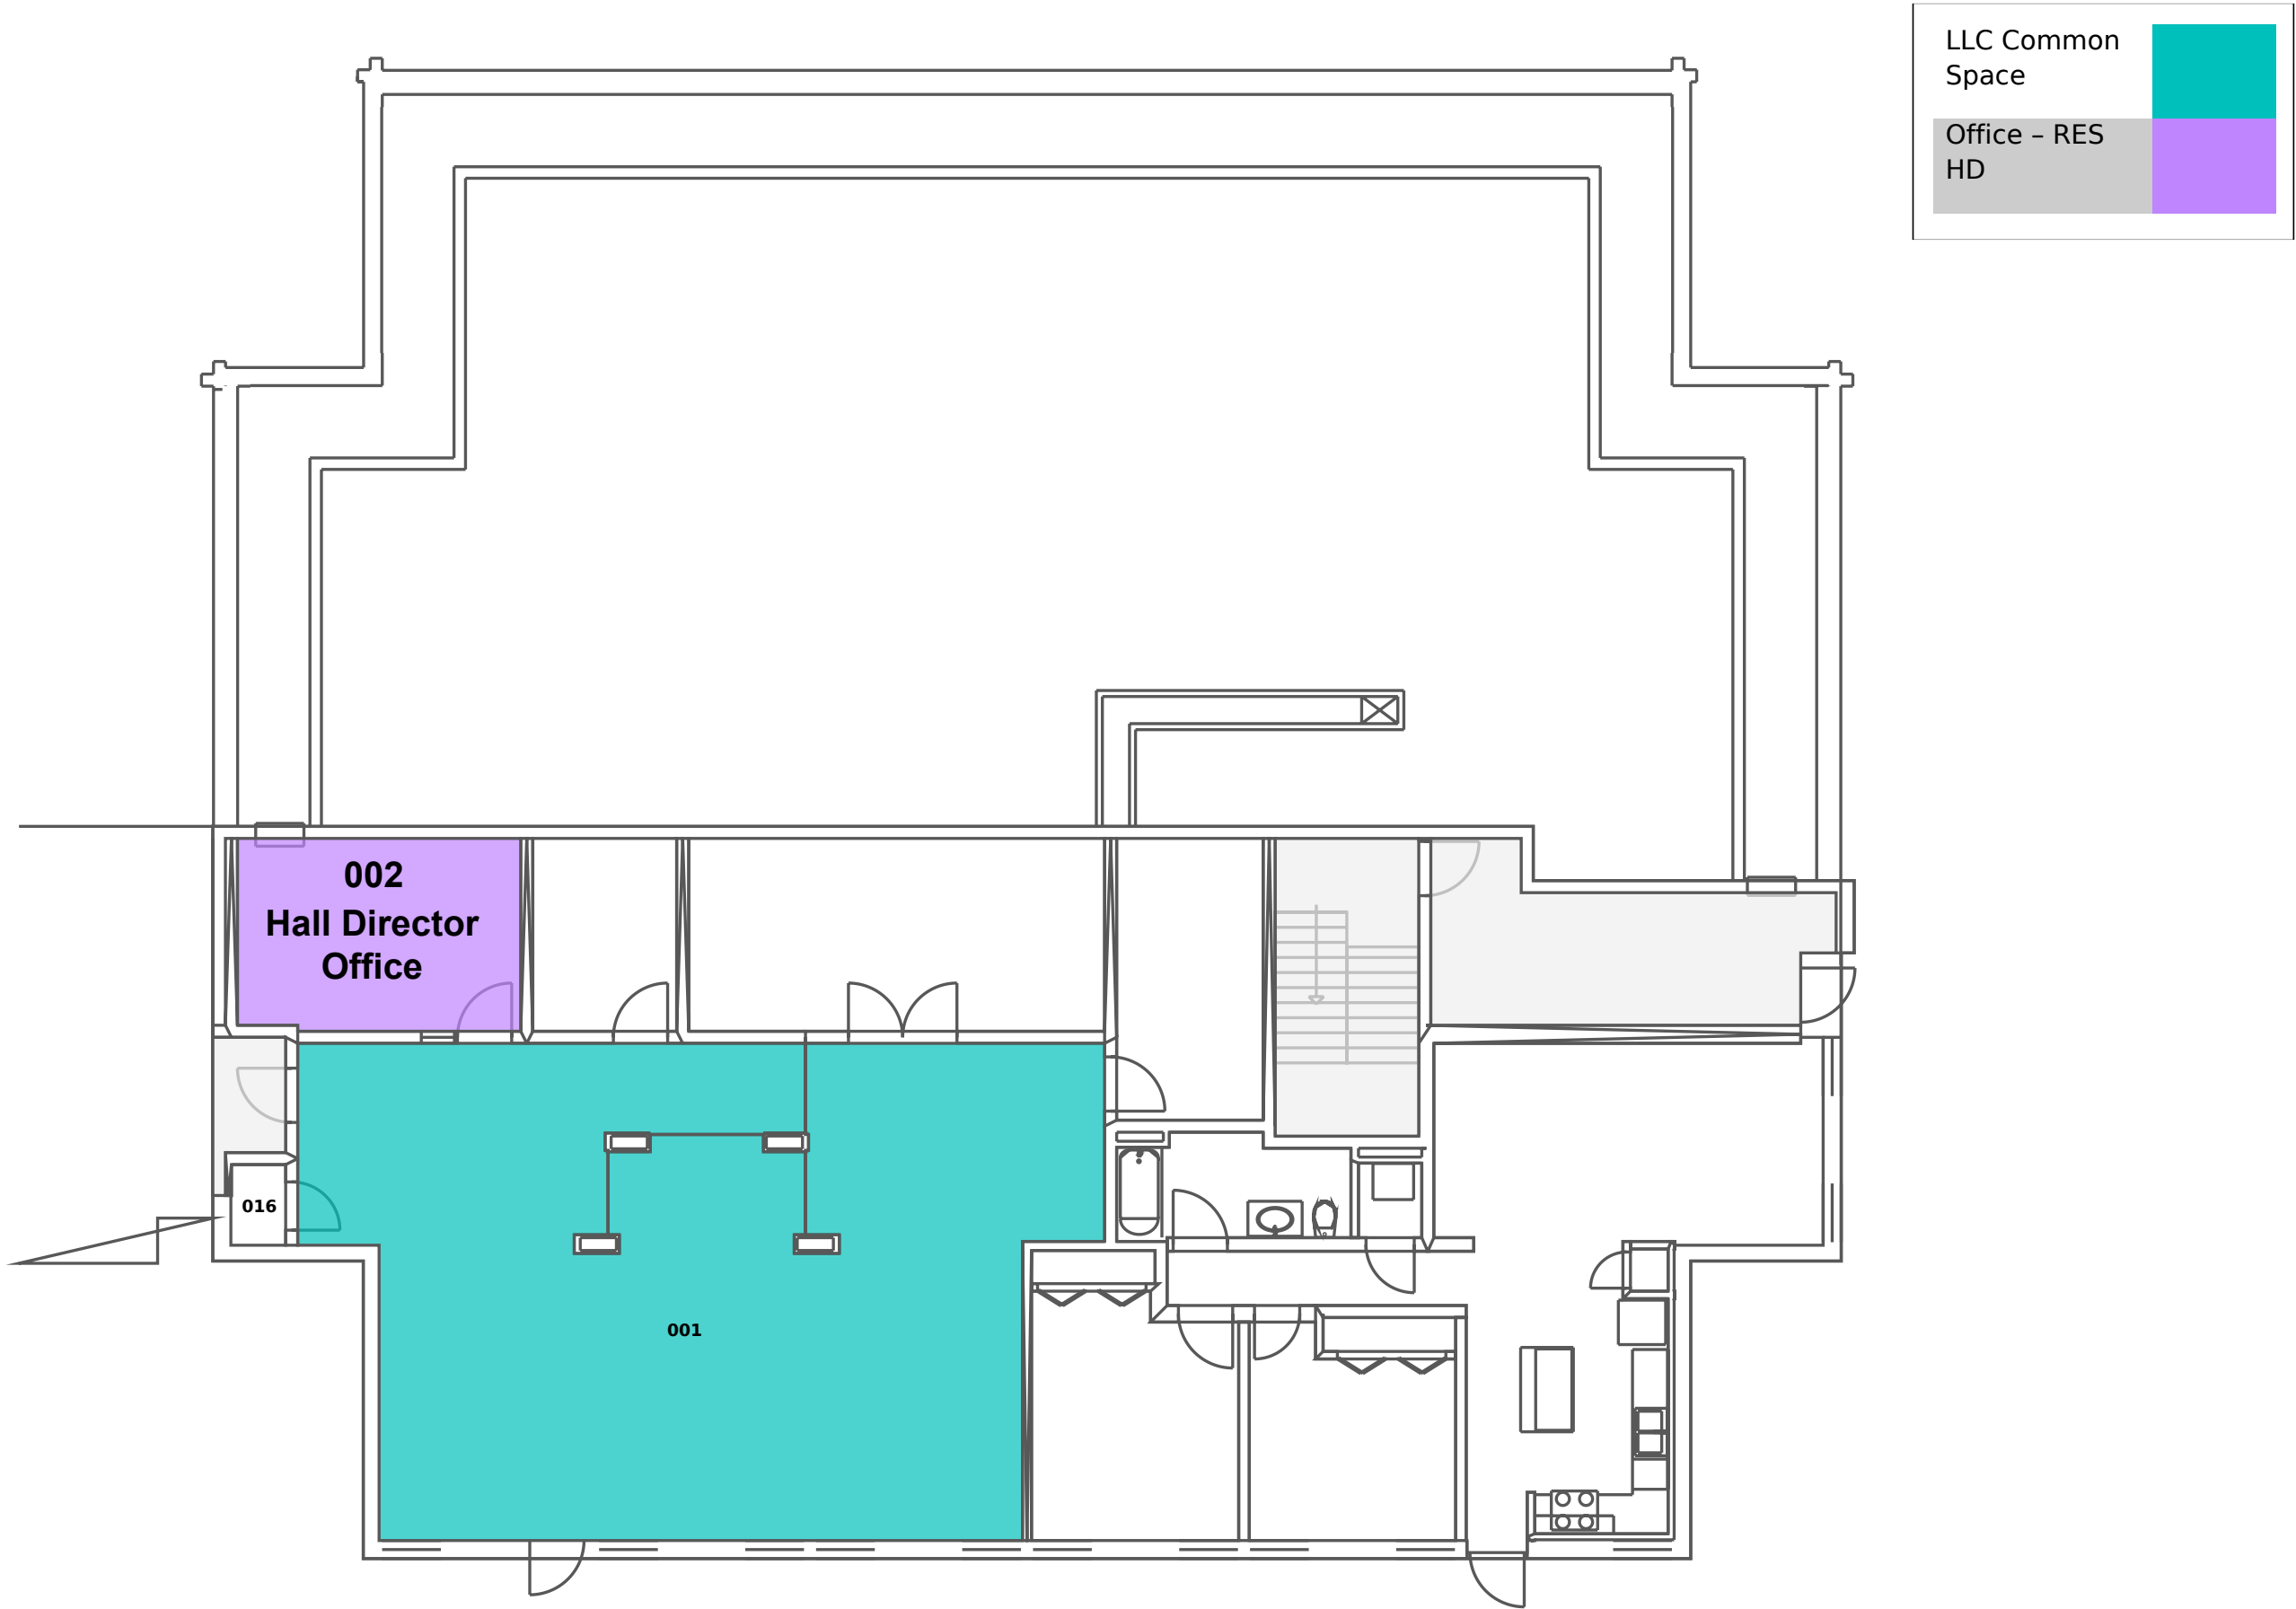 LLC Common
Space
Office – RES
HD
002
Hall Director
Office
016
001